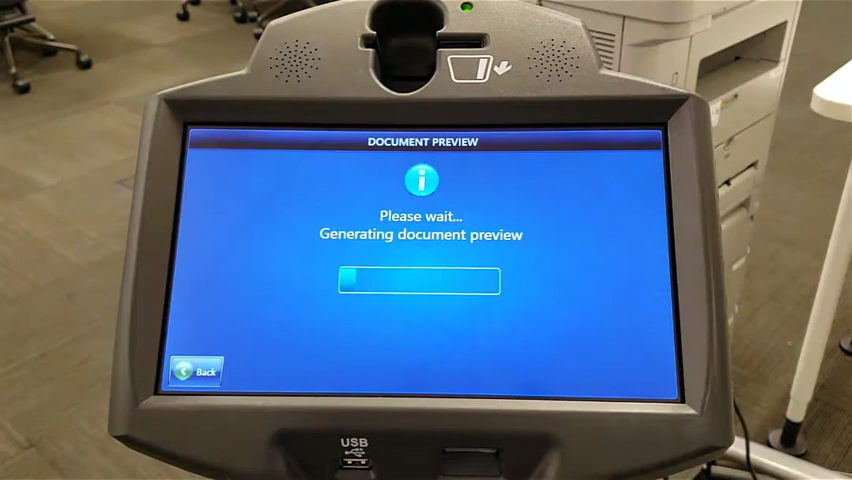 DOCUMENT PREVIEW
i
Please wait...
Generating document preview
Back
USB